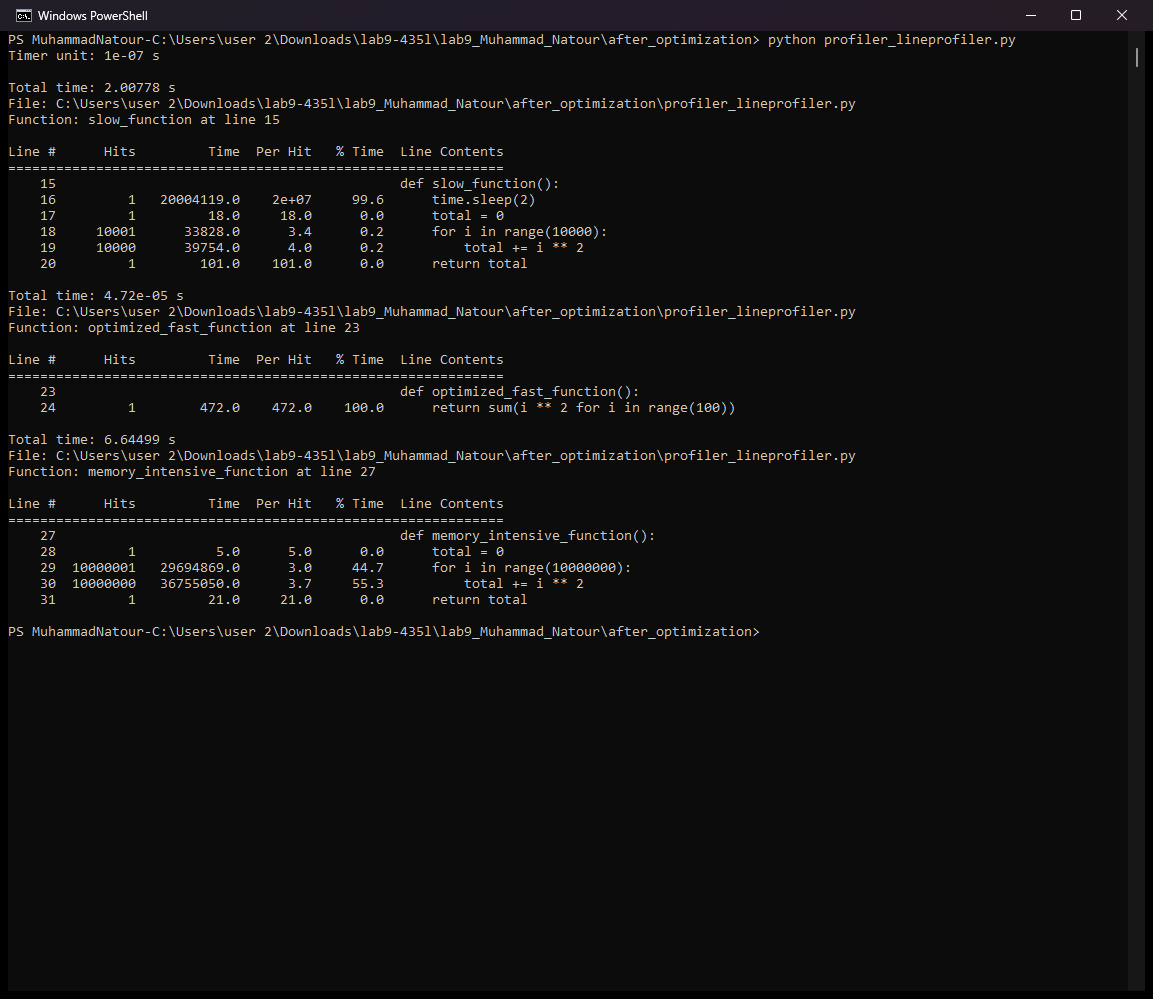 Windows PowerShell
PS MuhammadNatour-C:\Users\user 2\Downloads\lab9-435l\lab9_Muhammad_Natour\after_optimization> python profiler_lineprofiler.py
Timer unit: 1e-07 s
Total time: 2.00778 s
File: C:\Users\user 2\Downloads\lab9-435l\lab9_Muhammad_Natour\after_optimization\profiler_lineprofiler.py
Function: slow_function at line 15
Line #      Hits         Time  Per Hit   % Time  Line Contents
==============================================================
    15                                           def slow_function():
    16         1   20004119.0    2e+07     99.6      time.sleep(2)
    17         1         18.0     18.0      0.0      total = 0
    18     10001      33828.0      3.4      0.2      for i in range(10000):
    19     10000      39754.0      4.0      0.2          total += i ** 2
    20         1        101.0    101.0      0.0      return total
Total time: 4.72e-05 s
File: C:\Users\user 2\Downloads\lab9-435l\lab9_Muhammad_Natour\after_optimization\profiler_lineprofiler.py
Function: optimized_fast_function at line 23
Line #      Hits         Time  Per Hit   % Time  Line Contents
==============================================================
    23                                           def optimized_fast_function():
    24         1        472.0    472.0    100.0      return sum(i ** 2 for i in range(100))
Total time: 6.64499 s
File: C:\Users\user 2\Downloads\lab9-435l\lab9_Muhammad_Natour\after_optimization\profiler_lineprofiler.py
Function: memory_intensive_function at line 27
Line #      Hits         Time  Per Hit   % Time  Line Contents
==============================================================
    27                                           def memory_intensive_function():
    28         1          5.0      5.0      0.0      total = 0
    29  10000001   29694869.0      3.0     44.7      for i in range(10000000):
    30  10000000   36755050.0      3.7     55.3          total += i ** 2
    31         1         21.0     21.0      0.0      return total
PS MuhammadNatour-C:\Users\user 2\Downloads\lab9-435l\lab9_Muhammad_Natour\after_optimization>